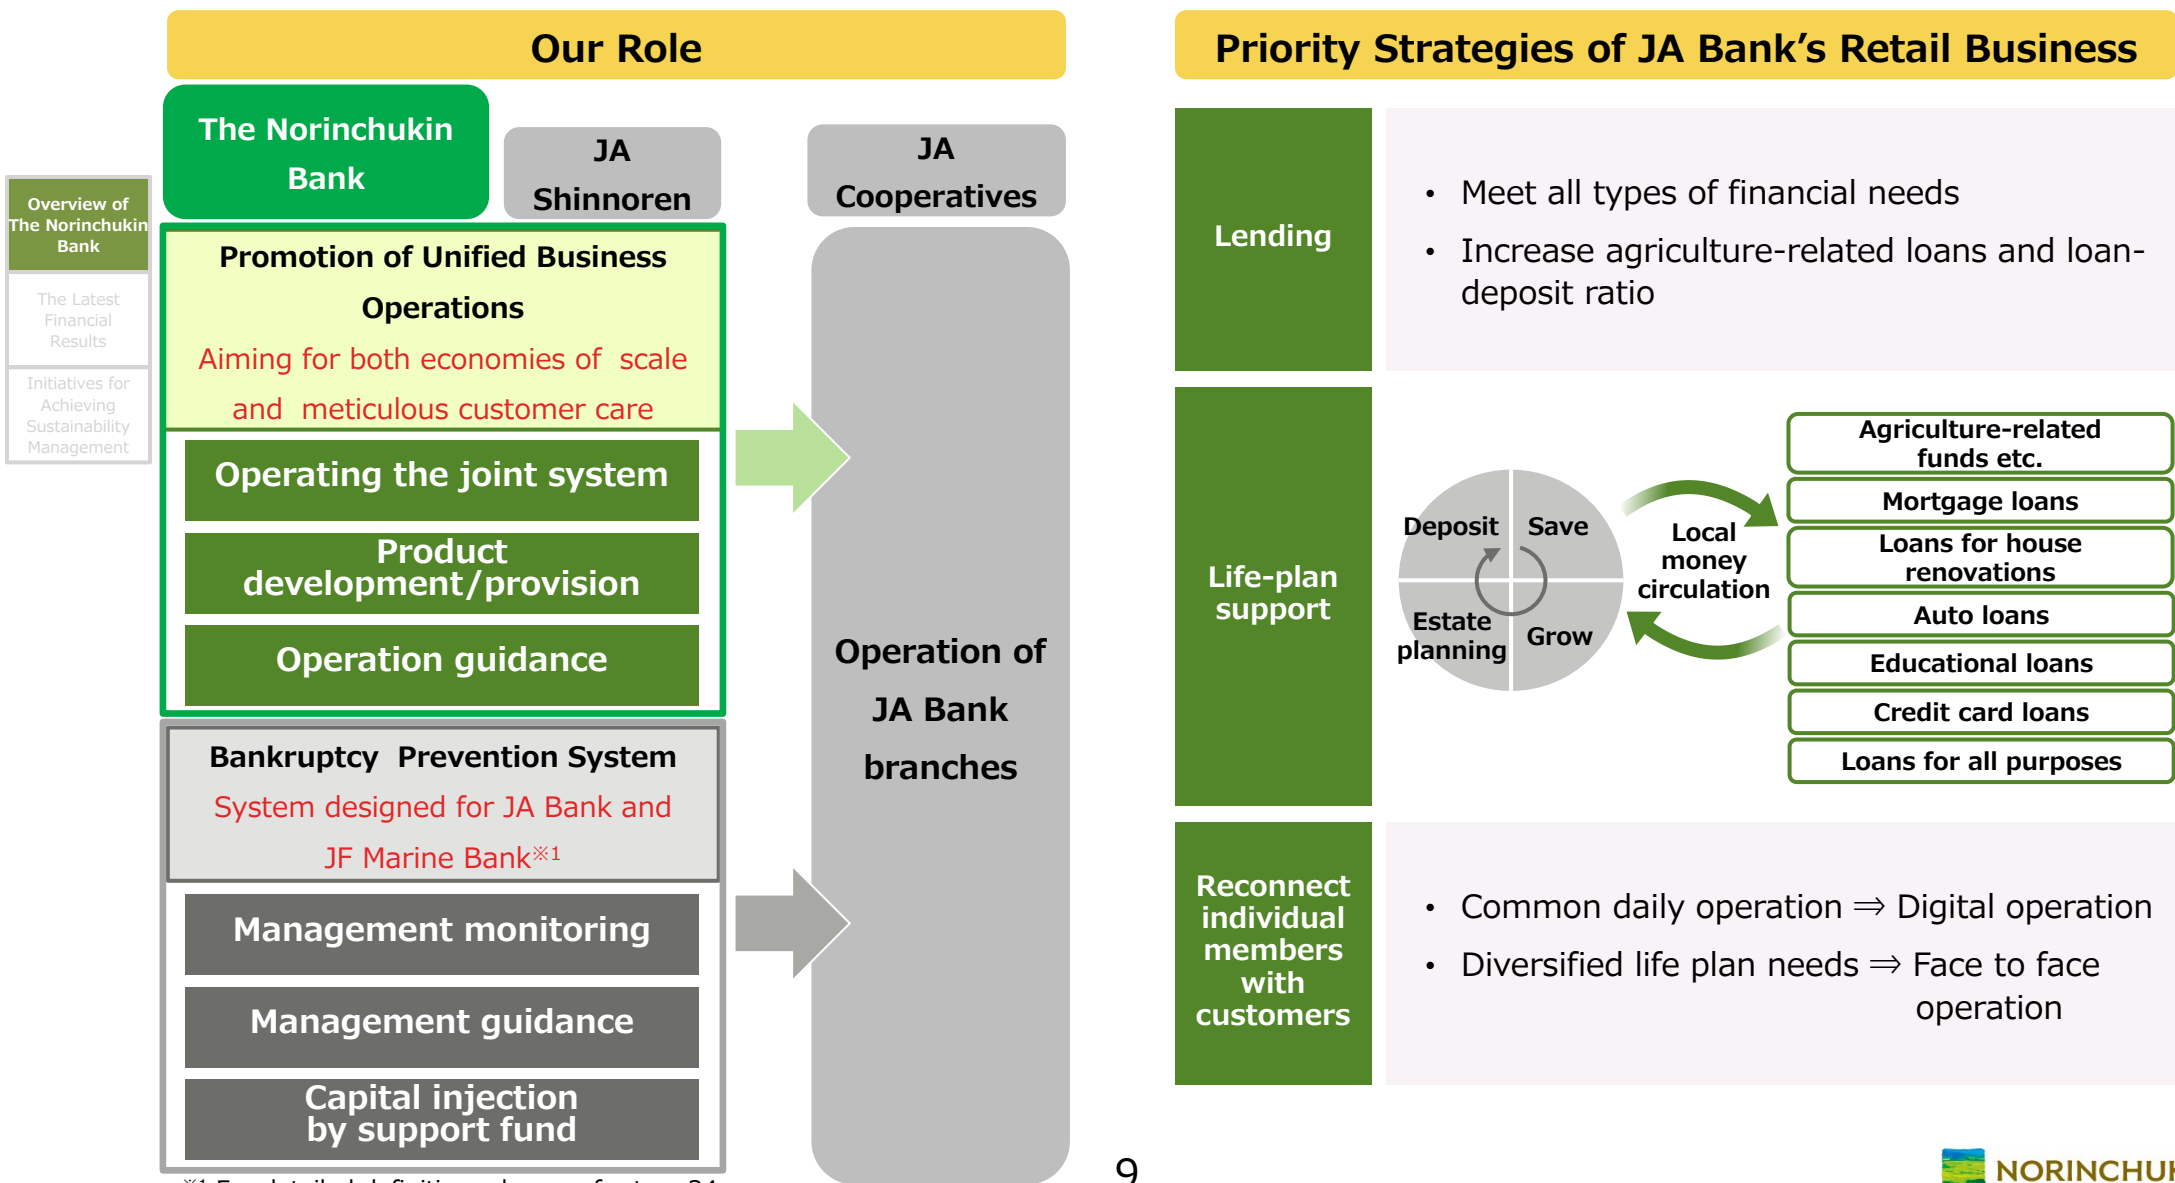 Our Role
Priority Strategies of JA Bank's Retail Business
Overview of
The Norinchukin
Bank
The Latest
Financial
Results
Initiatives for
Achieving
Sustainability
Management
The Norinchukin
Bank
JA
Shinnoren
JA
Cooperatives
Promotion of Unified Business
Operations
Aiming for both economies of scale
and meticulous customer care
Operating the joint system
Product
development/provision
Operation guidance
Bankruptcy Prevention System
System designed for JA Bank and
JF Marine Bank※1
Management monitoring
Management guidance
Capital injection
by support fund
Operation of
JA Bank
branches
Lending
• Meet all types of financial needs
• Increase agriculture-related loans and loan-
deposit ratio
Life-plan
support
Deposit
Save
Estate
planning
Grow
Local
money
circulation
Agriculture-related
funds etc.
Mortgage loans
Loans for house
renovations
Auto loans
Educational loans
Credit card loans
Loans for all purposes
Reconnect
individual
members
with
customers
• Common daily operation ⇒ Digital operation
• Diversified life plan needs ⇒ Face to face
operation
9